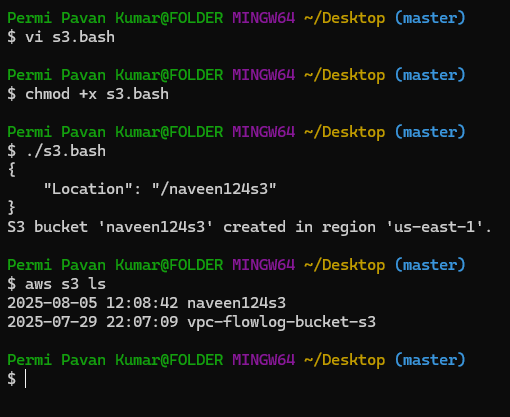 Permi Pavan Kumar@FOLDER MINGW64 ~/Desktop (master)
$ vi s3.bash
Permi Pavan Kumar@FOLDER MINGW64 ~/Desktop (master)
$ chmod +x s3.bash
Permi Pavan Kumar@FOLDER MINGW64 ~/Desktop (master)
$ ./s3.bash
{
    "Location": "/naveen124s3"
}
S3 bucket 'naveen124s3' created in region 'us-east-1'.
Permi Pavan Kumar@FOLDER MINGW64 ~/Desktop (master)
$ aws s3 ls
2025-08-05 12:08:42 naveen124s3
2025-07-29 22:07:09 vpc-flowlog-bucket-s3
Permi Pavan Kumar@FOLDER MINGW64 ~/Desktop (master)
$